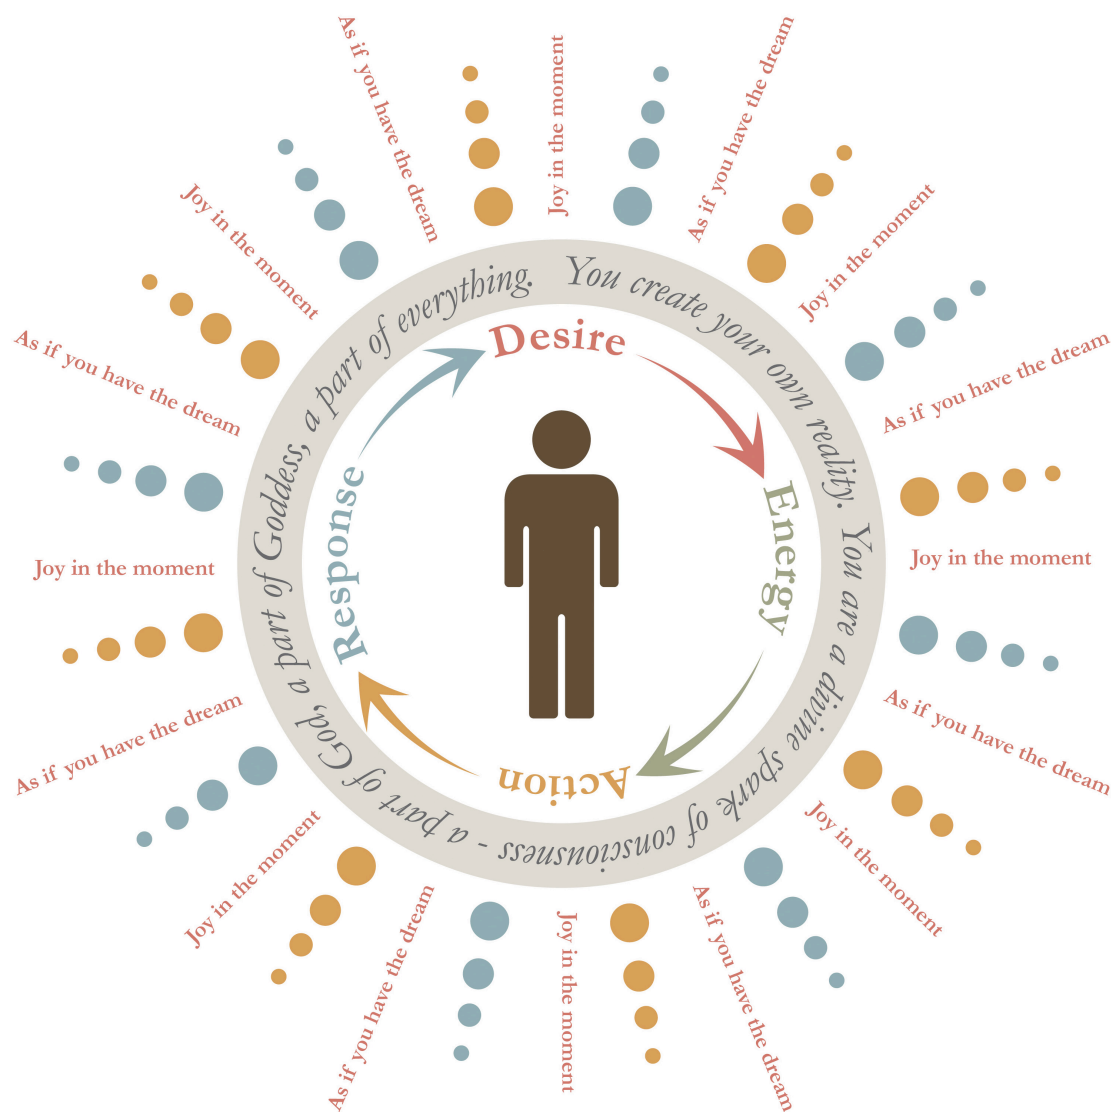 Joy in the moment
As if you have the dream
Joy in the moment
As if you have the dream
Joy in the moment
As if you have the dream
Joy in the moment
As if you have the dream
Joy in the moment
As if you have the dream
Joy in the moment
As if you have the dream
Joy in the moment
As if you have the dream
Joy in the moment
As if you have the dream
You create your own reality. You are a divine spark of consciousness - a part of God, a part of Goddess, a part of everything.
Desire
Energy
Action
Response